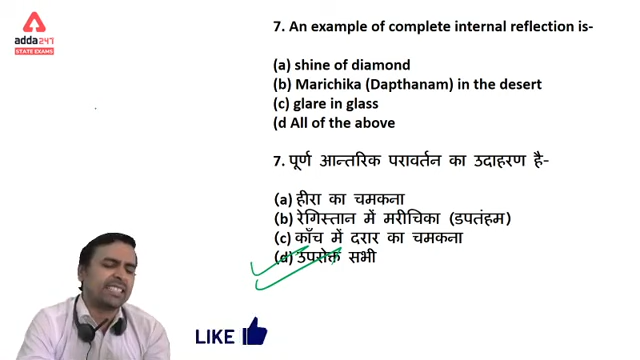 adda247
STATE EXAMS
7. An example of complete internal reflection is-
(a) shine of diamond
(b) Marichika (Dapthanam) in the desert
(c) glare in glass
(d All of the above
7. पूर्ण आन्तरिक परावर्तन का उदाहरण है-
(a) हीरा का चमकना
(b) रेगिस्तान में मरीचिका (डपतंहम)
(c) काँच में दरार का चमकना
(d) उपरोक्त सभी
LIKE